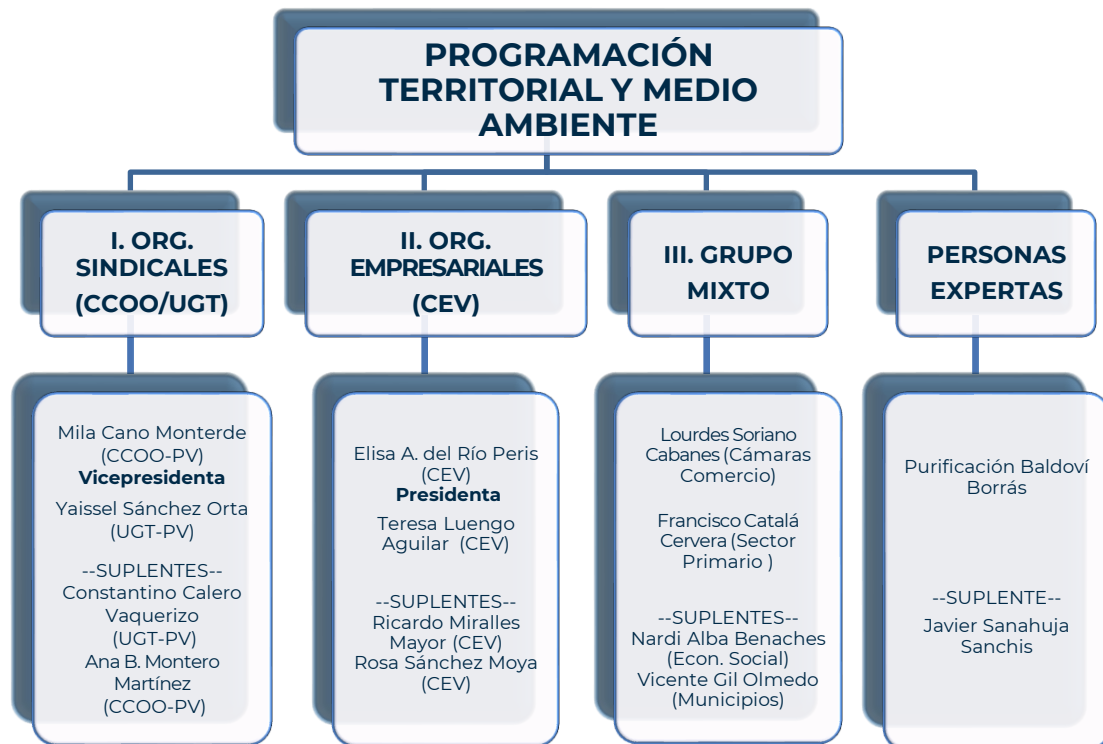 PROGRAMACIÓN
TERRITORIAL Y MEDIO
AMBIENTE
I. ORG.
SINDICALES
(CCOO/UGT)
II. ORG.
EMPRESARIALES
(CEV)
III. GRUPO
MIXTO
PERSONAS
EXPERTAS
Mila Cano Monterde
(CCOO-PV)
Vicepresidenta
Yaissel Sánchez Orta
(UGT-PV)
--SUPLENTES--
Constantino Calero
Vaquerizo
(UGT-PV)
Ana B. Montero
Martínez
(CCOO-PV)
Elisa A. del Río Peris
(CEV)
Presidenta
Teresa Luengo
Aguilar (CEV)
--SUPLENTES--
Ricardo Miralles
Mayor (CEV)
Rosa Sánchez Moya
(CEV)
Lourdes Soriano
Cabanes (Cámaras
Comercio)
Francisco Catalá
Cervera (Sector
Primario )
--SUPLENTES--
Nardi Alba Benaches
(Econ. Social)
Vicente Gil Olmedo
(Municipios)
Purificación Baldoví
Borrás
--SUPLENTE--
Javier Sanahuja
Sanchis